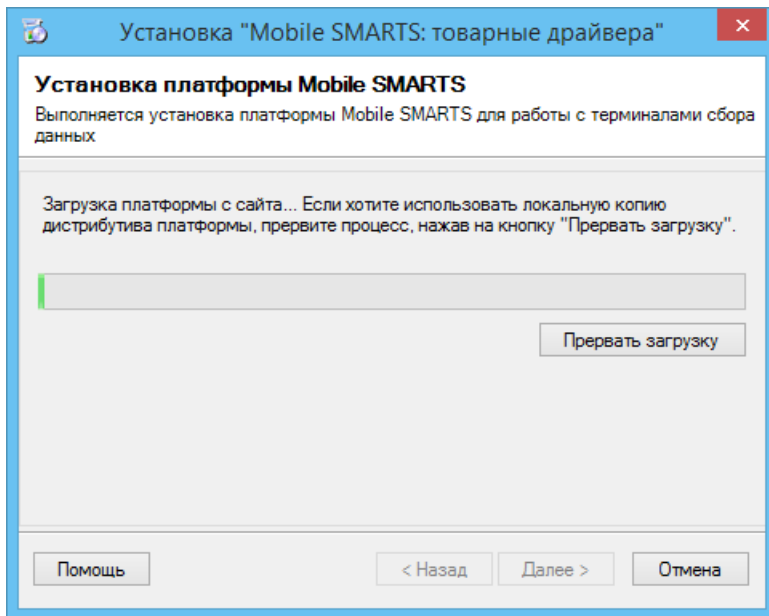 Установка "Mobile SMARTS: товарные драйвера"
Установка платформы Mobile SMARTS
Выполняется установка платформы Mobile SMARTS для работы с терминалами сбора
данных
Загрузка платформы с сайта... Если хотите использовать локальную копию
дистрибутива платформы, прервите процесс, нажав на кнопку "Прервать загрузку".
Прервать загрузку
Помощь
< Назад
Далее >
Отмена